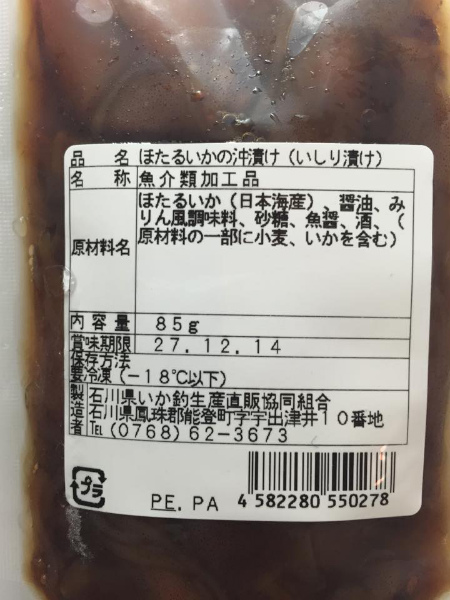 品名 ほたるいかの沖漬け(いしり漬け)
名称 魚介類加工品
原材料名 ほたるいか(日本海産)、醤油、み
りん風調味料、砂糖、魚醤、酒、(
原材料の一部に小麦、いかを含む)
内容量 85g
賞味期限 27.12.14
保存方法
要冷凍(-18℃以下)
製造者 石川県いか釣生産直販協同組合
石川県鳳珠郡能登町字宇出津井10番地
TEL(0768)62-3673
プラ PE.PA
4 582280 550278